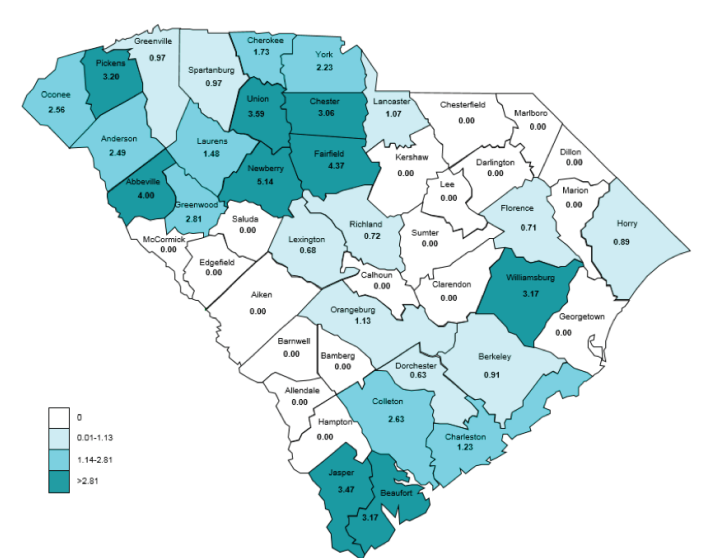 Greenville
0.97
Cherokee
1.73
York
2.23
Pickens
3.20
Spartanburg
0.97
Oconee
2.56
Union
3.59
Chester
3.06
Lancaster
1.07
Chesterfield
0.00
Marlboro
0.00
Anderson
2.49
Laurens
1.48
Dillon
0.00
Kershaw
0.00
Darlington
0.00
Fairfield
4.37
Newberry
5.14
Abbeville
4.00
Lee
0.00
Marion
0.00
Greenwood
2.81
Florence
0.71
Saluda
0.00
Richland
0.72
Horry
0.89
Sumter
0.00
McCormick
0.00
Lexington
0.68
Edgefield
0.00
Calhoun
0.00
Williamsburg
3.17
Clarendon
0.00
Aiken
0.00
Orangeburg
1.13
Georgetown
0.00
Barnwell
0.00
Bamberg
0.00
Berkeley
0.91
Dorchester
0.63
Allendale
0.00
Colleton
2.63
Hampton
0.00
Charleston
1.23
Jasper
3.47
Beaufort
3.17
0
0.01-1.13
1.14-2.81
>2.81